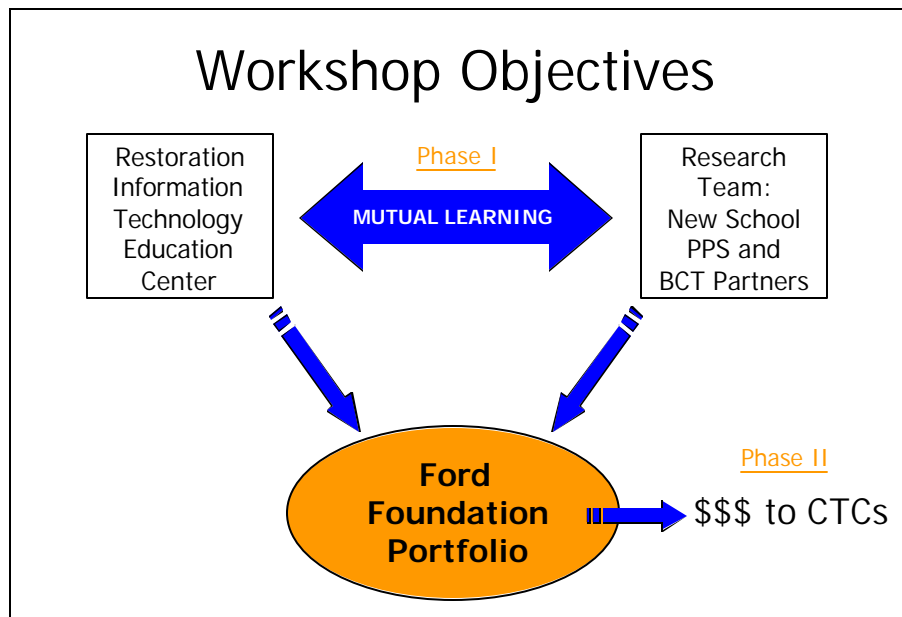 Workshop Objectives
Restoration
Information
Technology
Education
Center
Phase I
MUTUAL LEARNING
Research
Team:
New School
PPS and
BCT Partners
Ford
Foundation
Portfolio
Phase II
$$$ to CTCs